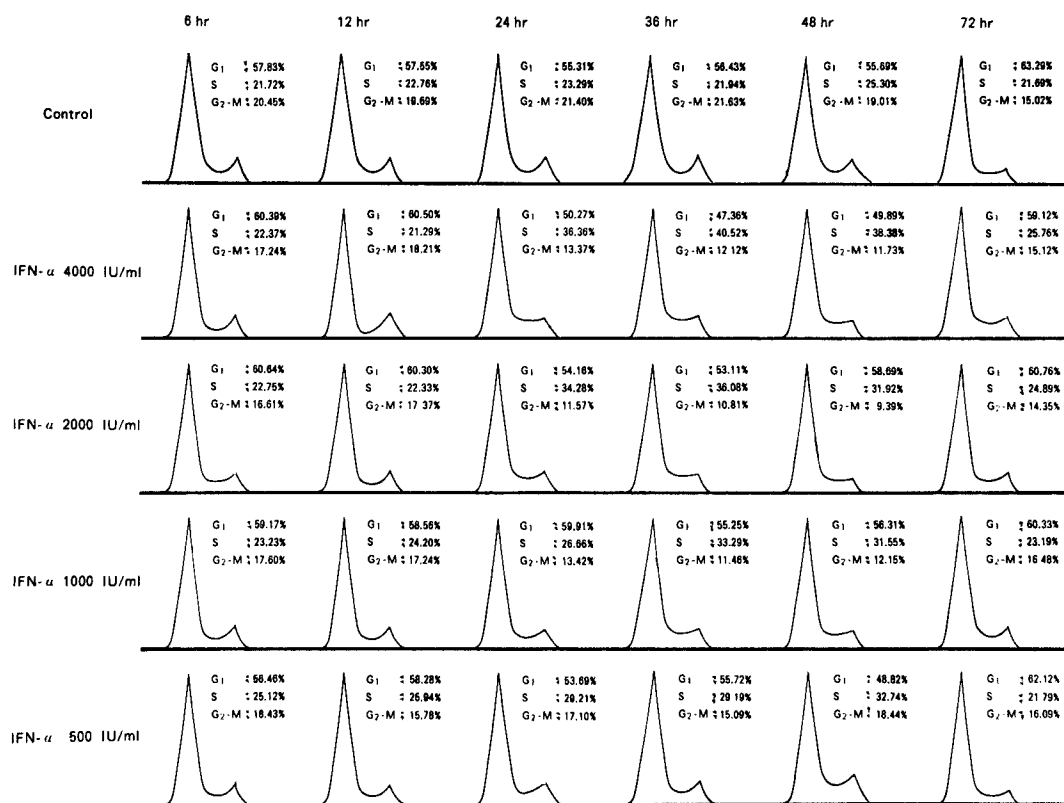 6 hr 12 hr 24 hr 36 hr 48 hr 72 hr
Control
G₁ : 57.83%
S : 21.72%
G₂-M : 20.45%
G₁ : 57.55%
S : 22.76%
G₂-M : 19.69%
G₁ : 55.31%
S : 23.29%
G₂-M : 21.40%
G₁ : 56.43%
S : 21.94%
G₂-M : 21.63%
G₁ : 55.69%
S : 25.30%
G₂-M : 19.01%
G₁ : 63.29%
S : 21.69%
G₂-M : 15.02%
IFN-α 4000 IU/ml
G₁ : 60.39%
S : 22.37%
G₂-M : 17.24%
G₁ : 60.50%
S : 21.29%
G₂-M : 18.21%
G₁ : 50.27%
S : 36.36%
G₂-M : 13.37%
G₁ : 47.36%
S : 40.52%
G₂-M : 12.12%
G₁ : 49.89%
S : 38.38%
G₂-M : 11.73%
G₁ : 59.12%
S : 25.76%
G₂-M : 15.12%
IFN-α 2000 IU/ml
G₁ : 60.64%
S : 22.75%
G₂-M : 16.61%
G₁ : 60.30%
S : 22.33%
G₂-M : 17.37%
G₁ : 54.16%
S : 34.28%
G₂-M : 11.57%
G₁ : 53.11%
S : 36.08%
G₂-M : 10.81%
G₁ : 58.69%
S : 31.92%
G₂-M : 9.39%
G₁ : 60.76%
S : 24.89%
G₂-M : 14.35%
IFN-α 1000 IU/ml
G₁ : 59.17%
S : 23.23%
G₂-M : 17.60%
G₁ : 58.56%
S : 24.20%
G₂-M : 17.24%
G₁ : 59.91%
S : 26.66%
G₂-M : 13.42%
G₁ : 55.25%
S : 33.29%
G₂-M : 11.46%
G₁ : 56.31%
S : 31.55%
G₂-M : 12.15%
G₁ : 60.33%
S : 23.19%
G₂-M : 16.48%
IFN-α 500 IU/ml
G₁ : 56.46%
S : 25.12%
G₂-M : 18.43%
G₁ : 58.28%
S : 26.94%
G₂-M : 15.78%
G₁ : 53.69%
S : 29.21%
G₂-M : 17.10%
G₁ : 55.72%
S : 29.19%
G₂-M : 15.09%
G₁ : 48.82%
S : 32.74%
G₂-M : 18.44%
G₁ : 62.12%
S : 21.79%
G₂-M : 16.09%